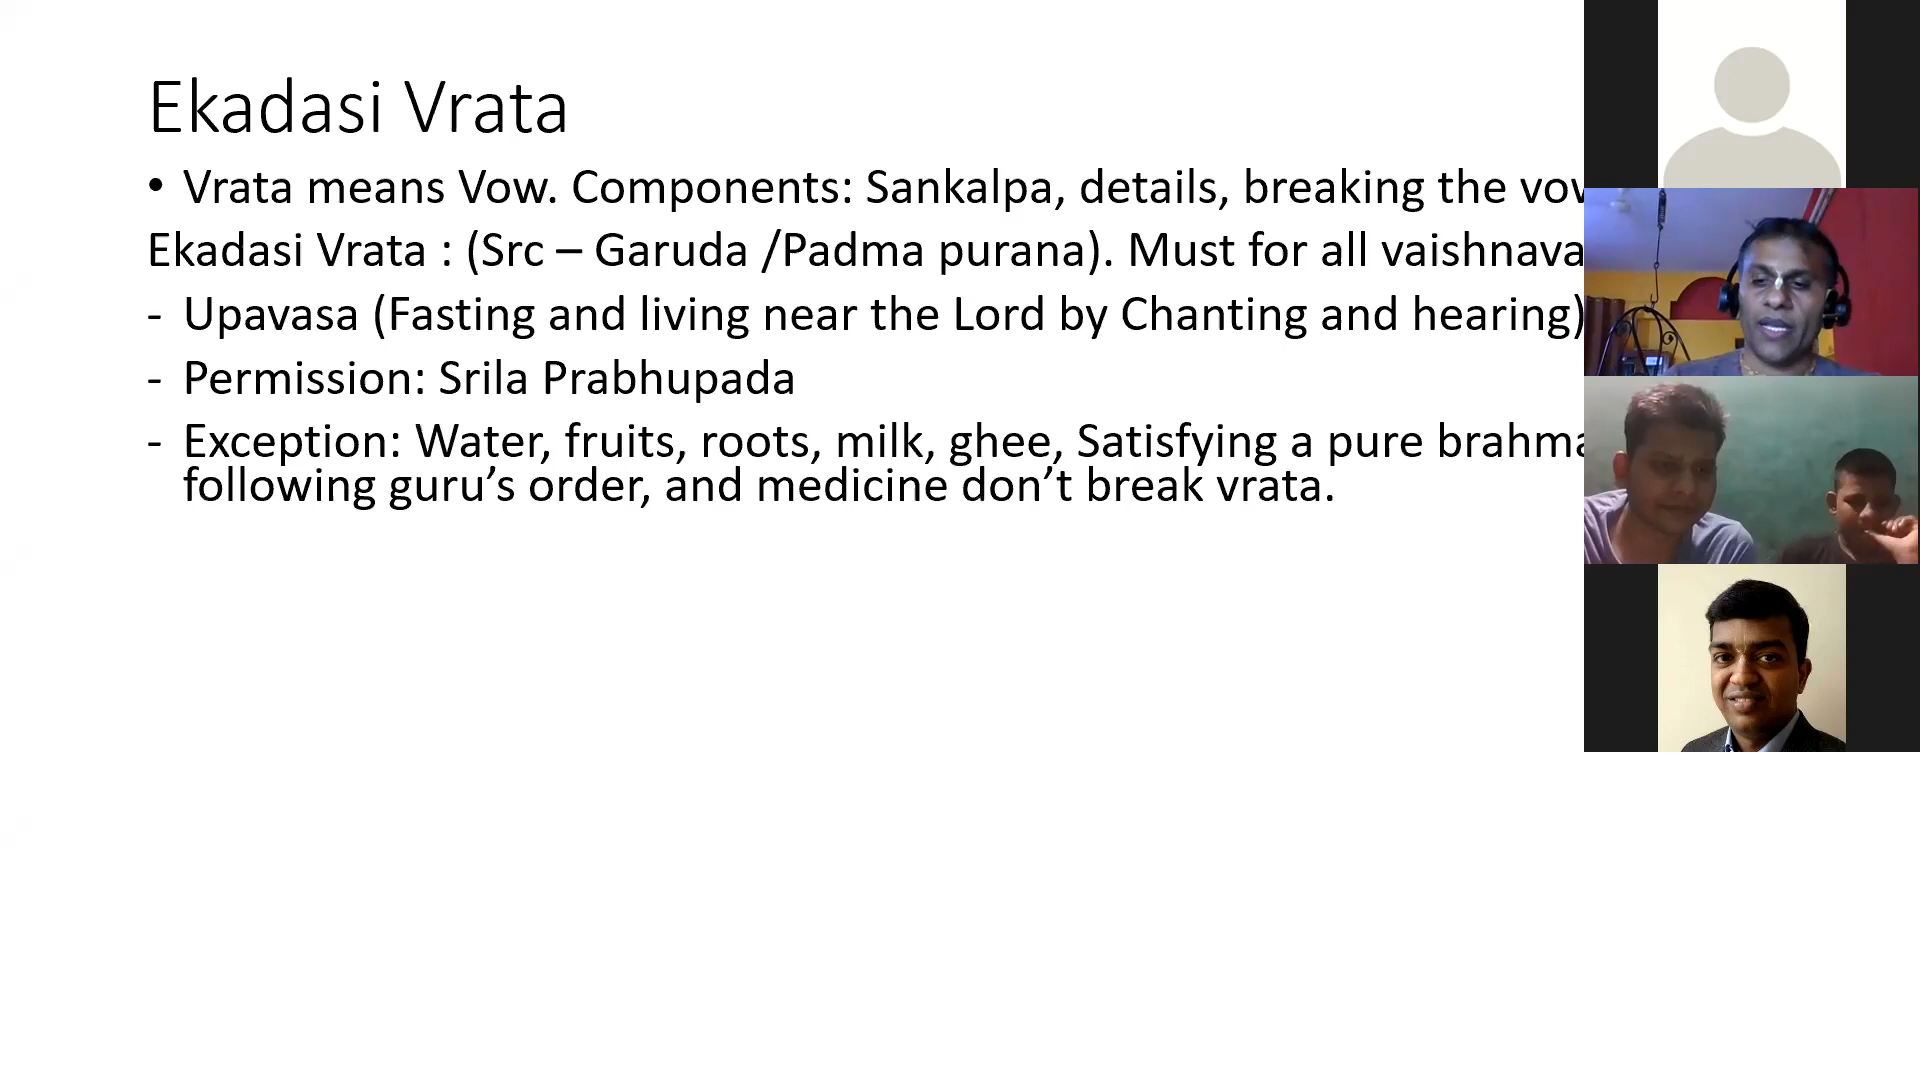 Ekadasi Vrata
• Vrata means Vow. Components: Sankalpa, details, breaking the
Ekadasi Vrata : (Src – Garuda /Padma purana). Must for all vaishnava
- Upavasa (Fasting and living near the Lord by Chanting and hearing)
- Permission: Srila Prabhupada
- Exception: Water, fruits, roots, milk, ghee, Satisfying a pure
following guru’s order, and medicine don’t break vrata.